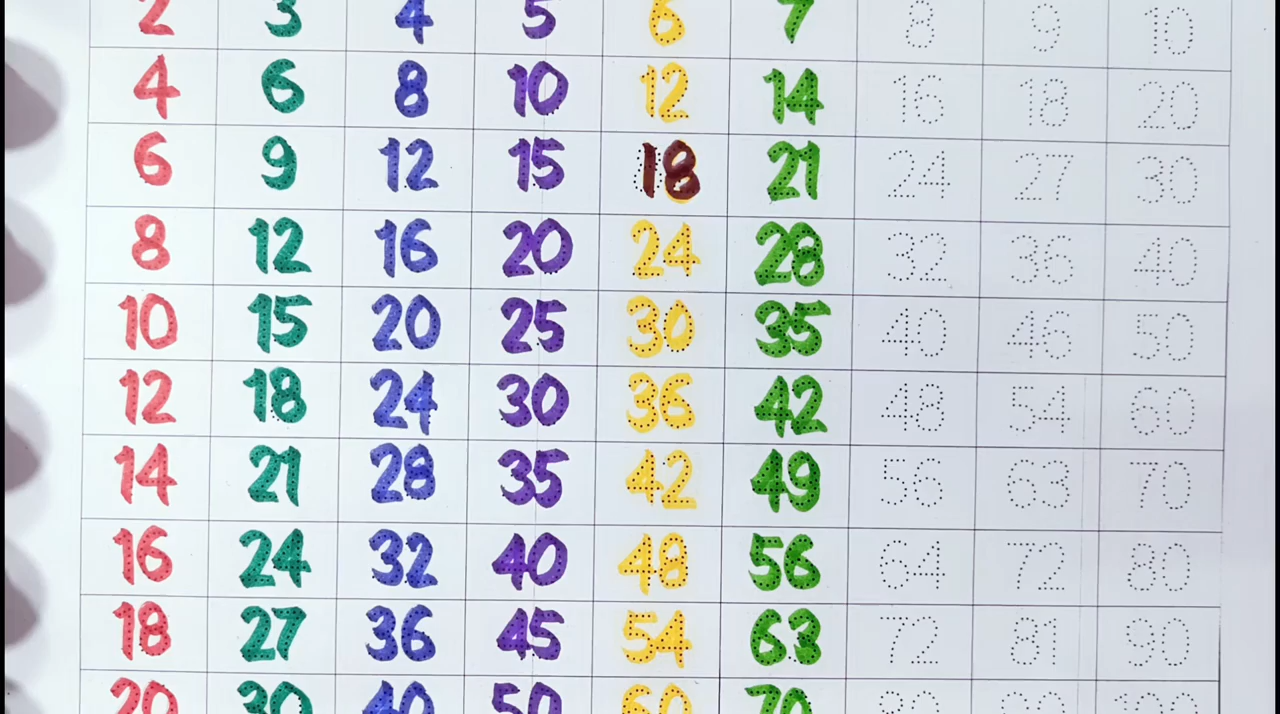 2 3 4 5 6 7 8 9 10
4 6 8 10 12 14 16 18 20
6 9 12 15 18 21 24 27 30
8 12 16 20 24 28 32 36 40
10 15 20 25 30 35 40 46 50
12 18 24 30 36 42 48 54 60
14 21 28 35 42 49 56 63 70
16 24 32 40 48 56 64 72 80
18 27 36 45 54 63 72 81 90
20 30 40 50 60 70 80 90 100